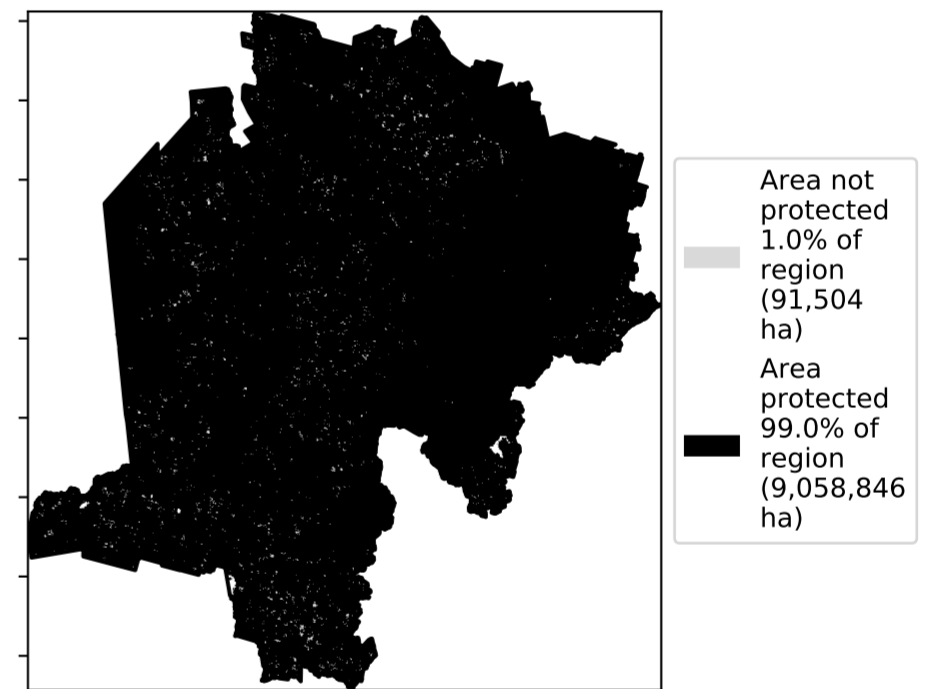 Area not
protected
1.0% of
region
(91,504
ha)
Area
protected
99.0% of
region
(9,058,846
ha)